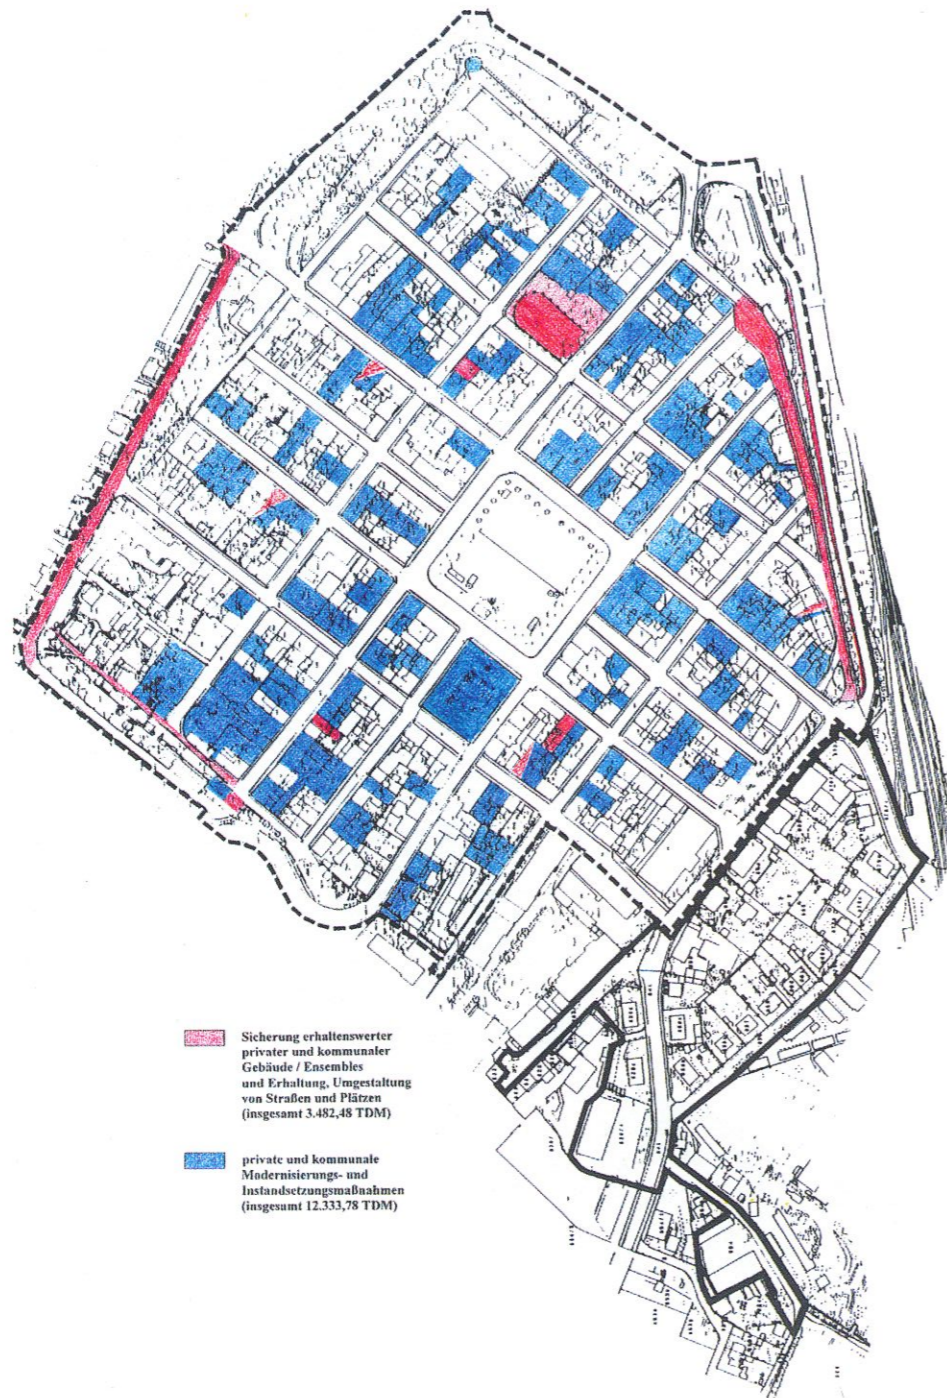 Sicherung erhaltenswerter
privater und kommunaler
Gebäude / Ensembles
und Erhaltung, Umgestaltung
von Straßen und Plätzen
(insgesamt 3.482,48 TDM)
private und kommunale
Modernisierungs- und
Instandsetzungsmaßnahmen
(insgesamt 12.333,78 TDM)